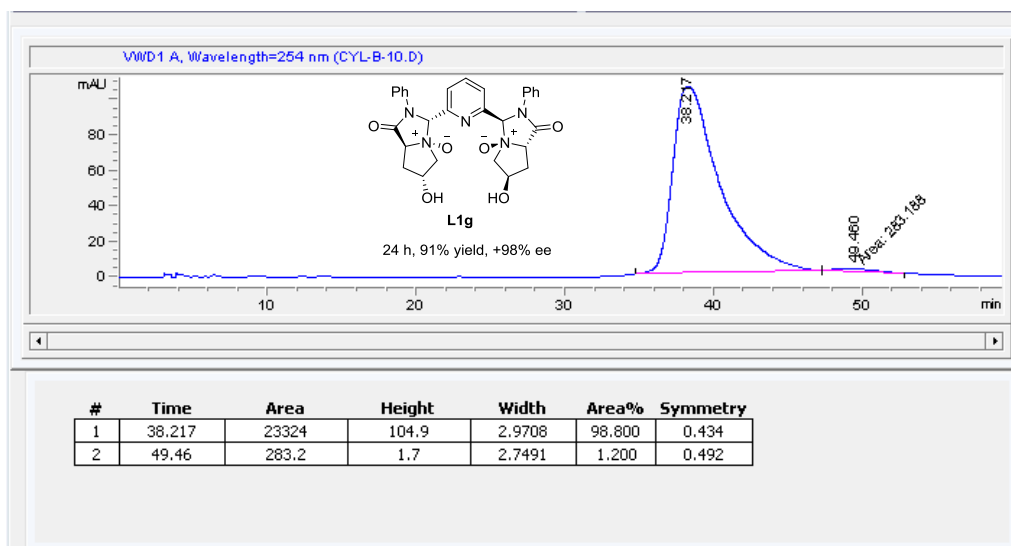 VWD1 A, Wavelength=254 nm (CYL-B-10.D)
mAU
80
60
40
20
0
10 20 30 40 50 min
38.217
49.460
Area: 283.188
Ph Ph
N N N
O O
+ − − +
N O O N
OH HO
L1g
24 h, 91% yield, +98% ee
# Time Area Height Width Area% Symmetry
1 38.217 23324 104.9 2.9708 98.800 0.434
2 49.46 283.2 1.7 2.7491 1.200 0.492